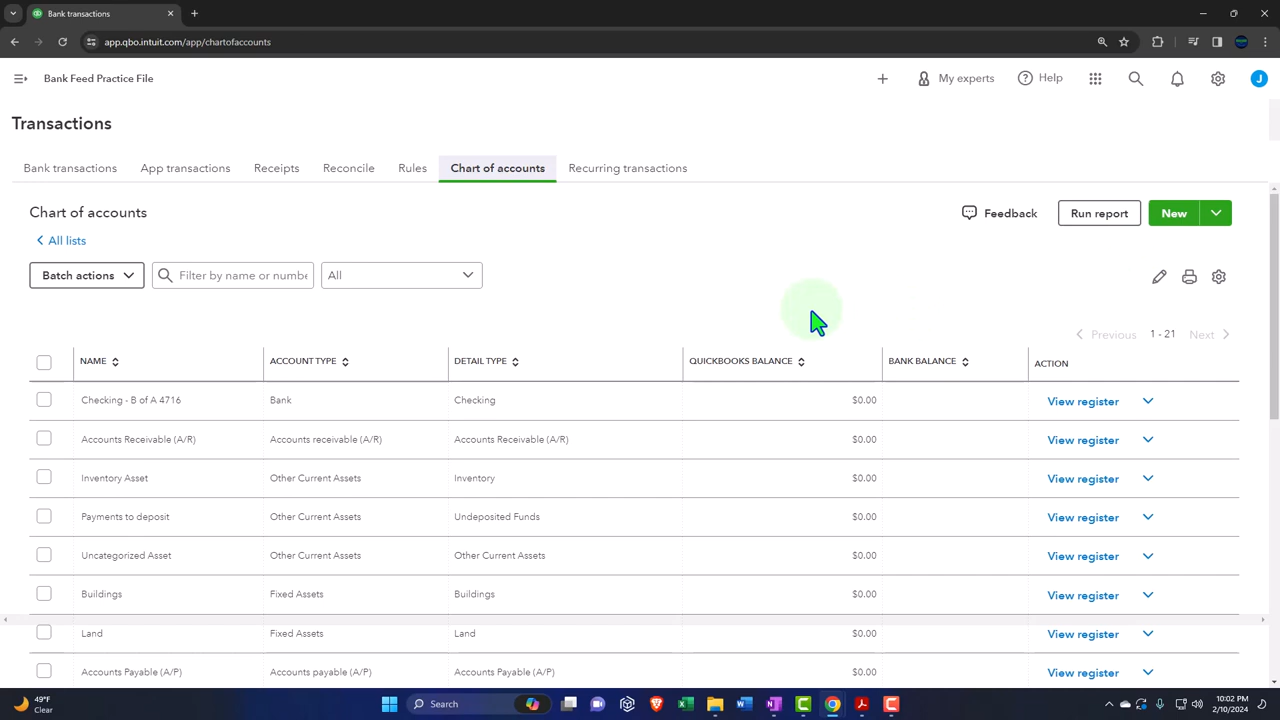 Bank transactions
app.qbo.intuit.com/app/chartofaccounts
Bank Feed Practice File
My experts
Help
J
Transactions
Bank transactions App transactions Receipts Reconcile Rules Chart of accounts Recurring transactions
Chart of accounts
Feedback Run report New
All lists
Batch actions Filter by name or numbe All
Previous 1 - 21 Next
NAME ACCOUNT TYPE DETAIL TYPE QUICKBOOKS BALANCE BANK BALANCE ACTION
Checking - B of A 4716 Bank Checking $0.00 View register
Accounts Receivable (A/R) Accounts receivable (A/R) Accounts Receivable (A/R) $0.00 View register
Inventory Asset Other Current Assets Inventory $0.00 View register
Payments to deposit Other Current Assets Undeposited Funds $0.00 View register
Uncategorized Asset Other Current Assets Other Current Assets $0.00 View register
Buildings Fixed Assets Buildings $0.00 View register
Land Fixed Assets Land $0.00 View register
Accounts Payable (A/P) Accounts payable (A/P) Accounts Payable (A/P) $0.00 View register
49°F
Clear
Search
10:02 PM
2/10/2024